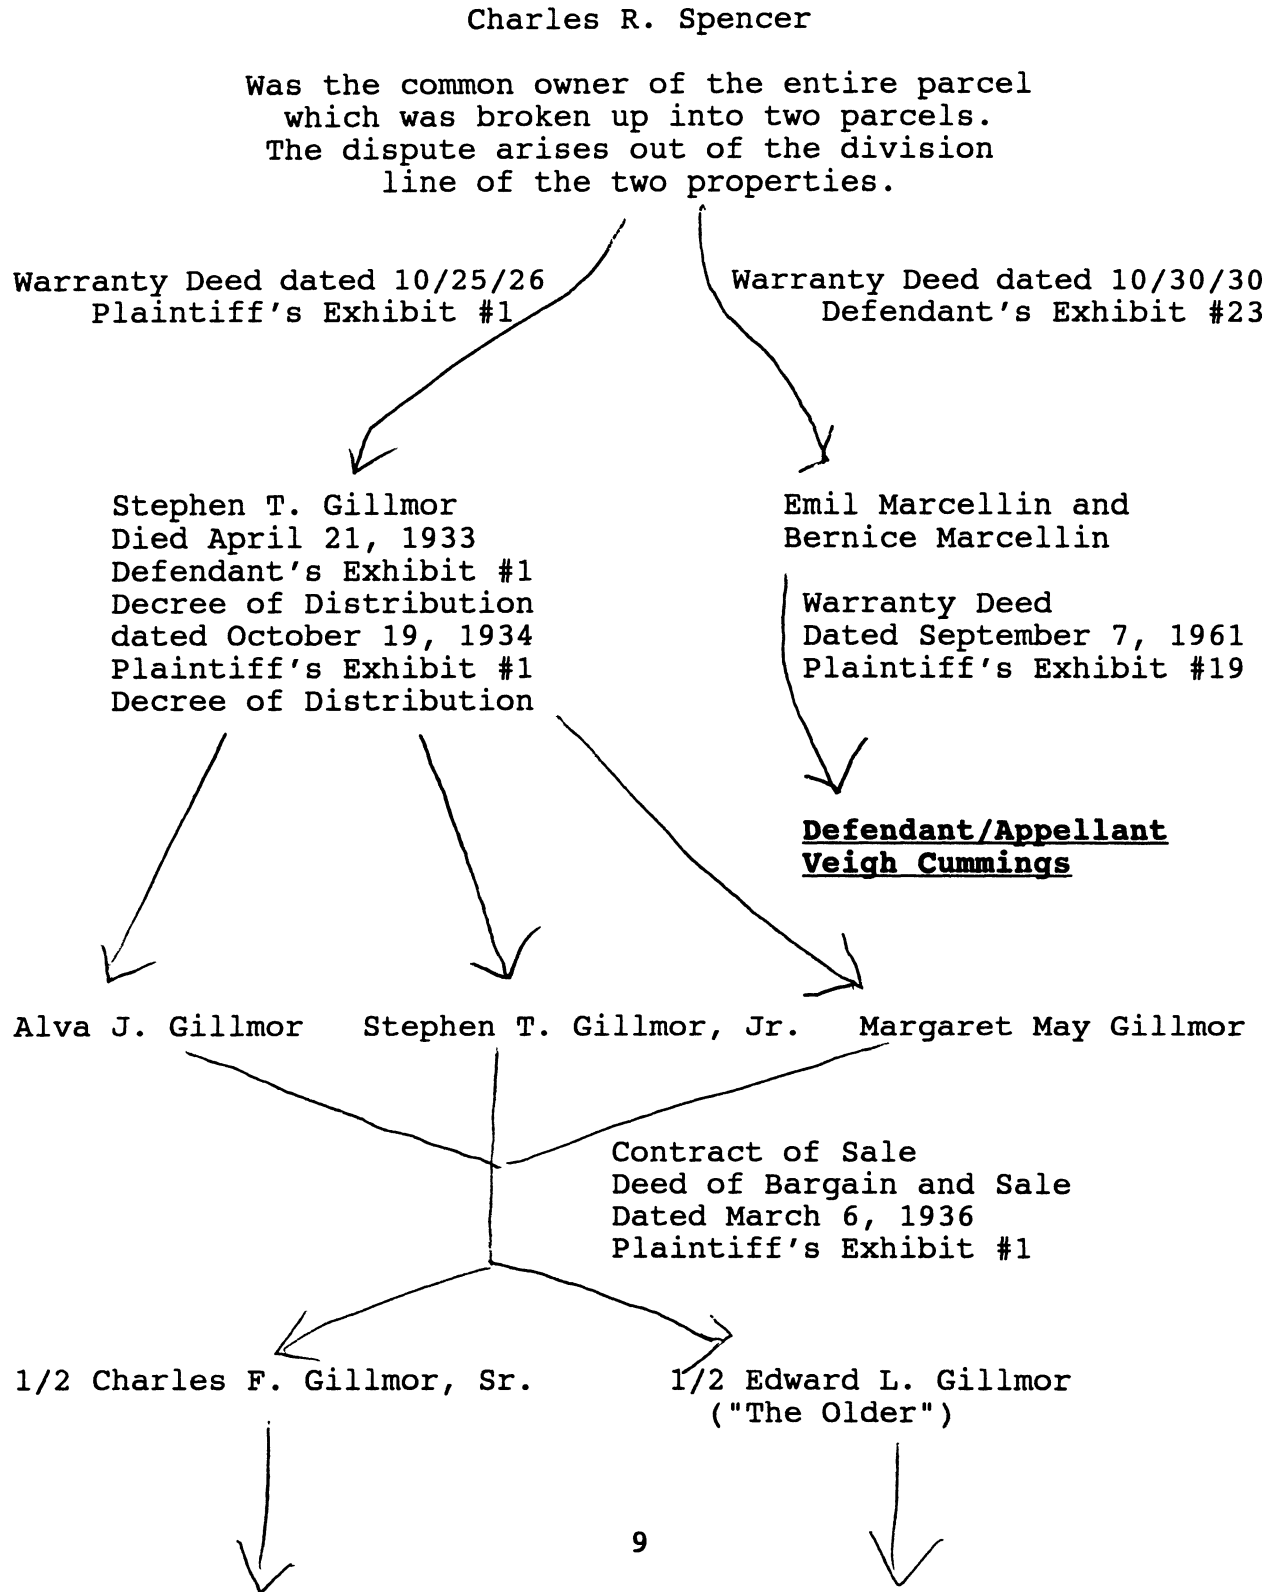 Charles R. Spencer
Was the common owner of the entire parcel
which was broken up into two parcels.
The dispute arises out of the division
line of the two properties.
Warranty Deed dated 10/25/26
Plaintiff's Exhibit #1
Warranty Deed dated 10/30/30
Defendant's Exhibit #23
Stephen T. Gillmor
Died April 21, 1933
Defendant's Exhibit #1
Decree of Distribution
dated October 19, 1934
Plaintiff's Exhibit #1
Decree of Distribution
Emil Marcellin and
Bernice Marcellin
Warranty Deed
Dated September 7, 1961
Plaintiff's Exhibit #19
Defendant/Appellant
Veigh Cummings
Alva J. Gillmor
Stephen T. Gillmor, Jr.
Margaret May Gillmor
Contract of Sale
Deed of Bargain and Sale
Dated March 6, 1936
Plaintiff's Exhibit #1
1/2 Charles F. Gillmor, Sr.
1/2 Edward L. Gillmor
("The Older")
9